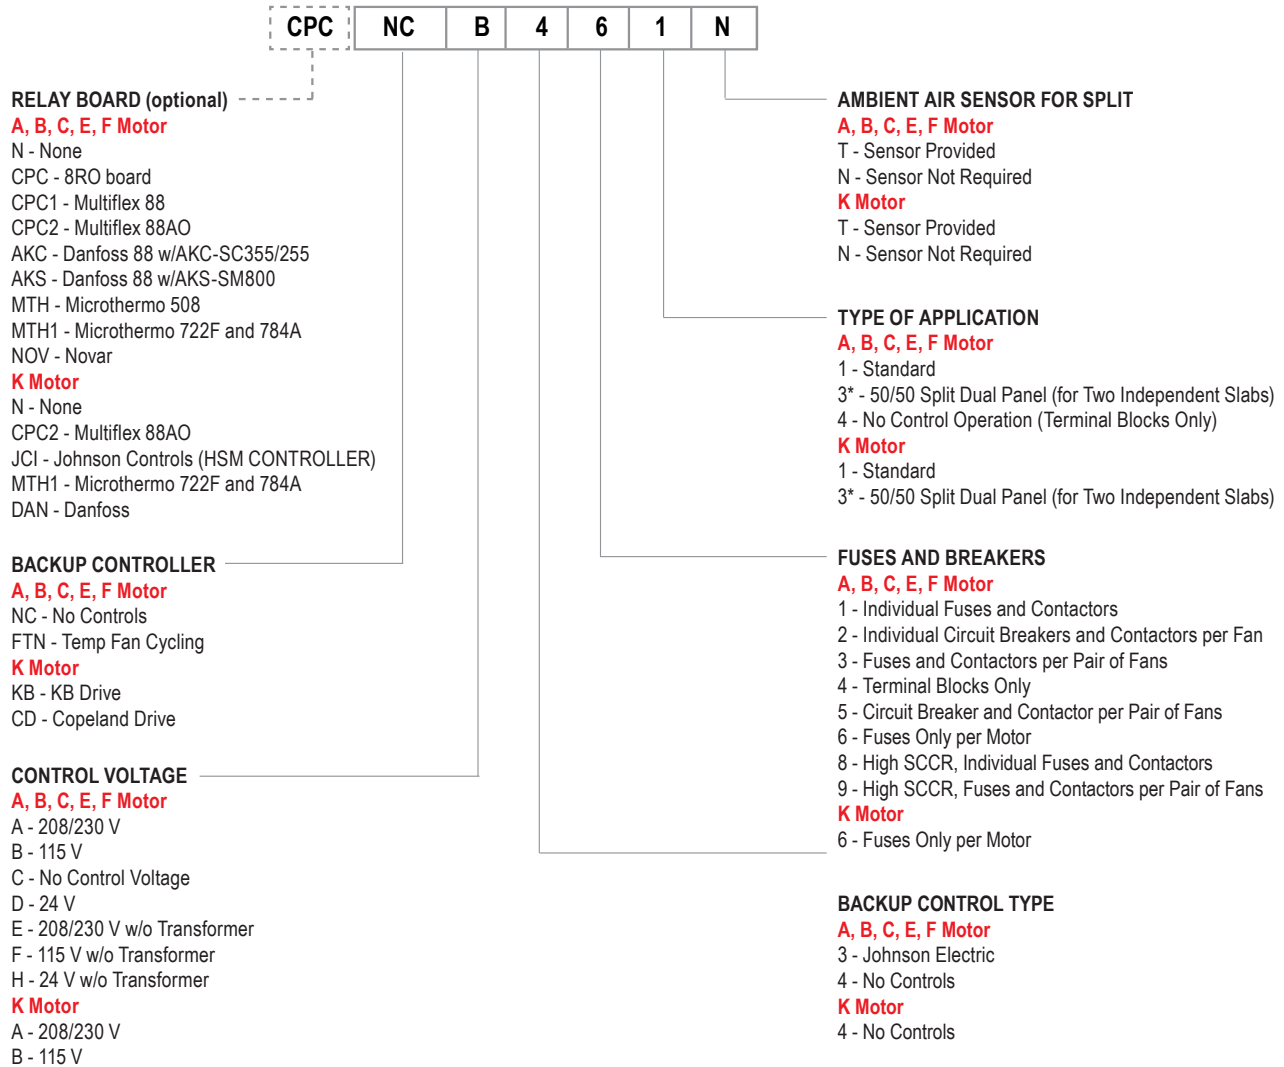 CPC NC B 4 6 1 N
RELAY BOARD (optional)
A, B, C, E, F Motor
N - None
CPC - 8RO board
CPC1 - Multiflex 88
CPC2 - Multiflex 88AO
AKC - Danfoss 88 w/AKC-SC355/255
AKS - Danfoss 88 w/AKS-SM800
MTH - Microthermo 508
MTH1 - Microthermo 722F and 784A
NOV - Novar
K Motor
N - None
CPC2 - Multiflex 88AO
JCI - Johnson Controls (HSM CONTROLLER)
MTH1 - Microthermo 722F and 784A
DAN - Danfoss
BACKUP CONTROLLER
A, B, C, E, F Motor
NC - No Controls
FTN - Temp Fan Cycling
K Motor
KB - KB Drive
CD - Copeland Drive
CONTROL VOLTAGE
A, B, C, E, F Motor
A - 208/230 V
B - 115 V
C - No Control Voltage
D - 24 V
E - 208/230 V w/o Transformer
F - 115 V w/o Transformer
H - 24 V w/o Transformer
K Motor
A - 208/230 V
B - 115 V
AMBIENT AIR SENSOR FOR SPLIT
A, B, C, E, F Motor
T - Sensor Provided
N - Sensor Not Required
K Motor
T - Sensor Provided
N - Sensor Not Required
TYPE OF APPLICATION
A, B, C, E, F Motor
1 - Standard
3* - 50/50 Split Dual Panel (for Two Independent Slabs)
4 - No Control Operation (Terminal Blocks Only)
K Motor
1 - Standard
3* - 50/50 Split Dual Panel (for Two Independent Slabs)
FUSES AND BREAKERS
A, B, C, E, F Motor
1 - Individual Fuses and Contactors
2 - Individual Circuit Breakers and Contactors per Fan
3 - Fuses and Contactors per Pair of Fans
4 - Terminal Blocks Only
5 - Circuit Breaker and Contactor per Pair of Fans
6 - Fuses Only per Motor
8 - High SCCR, Individual Fuses and Contactors
9 - High SCCR, Fuses and Contactors per Pair of Fans
K Motor
6 - Fuses Only per Motor
BACKUP CONTROL TYPE
A, B, C, E, F Motor
3 - Johnson Electric
4 - No Controls
K Motor
4 - No Controls